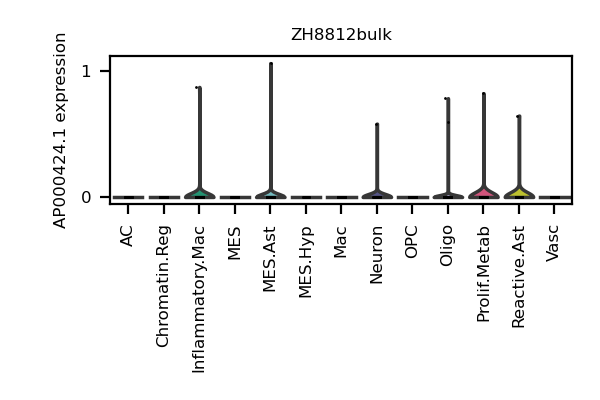 ZH8812bulk
AP000424.1 expression
1
0
AC
Chromatin.Reg
Inflammatory.Mac
MES
MES.Ast
MES.Hyp
Mac
Neuron
OPC
Oligo
Prolif.Metab
Reactive.Ast
Vasc